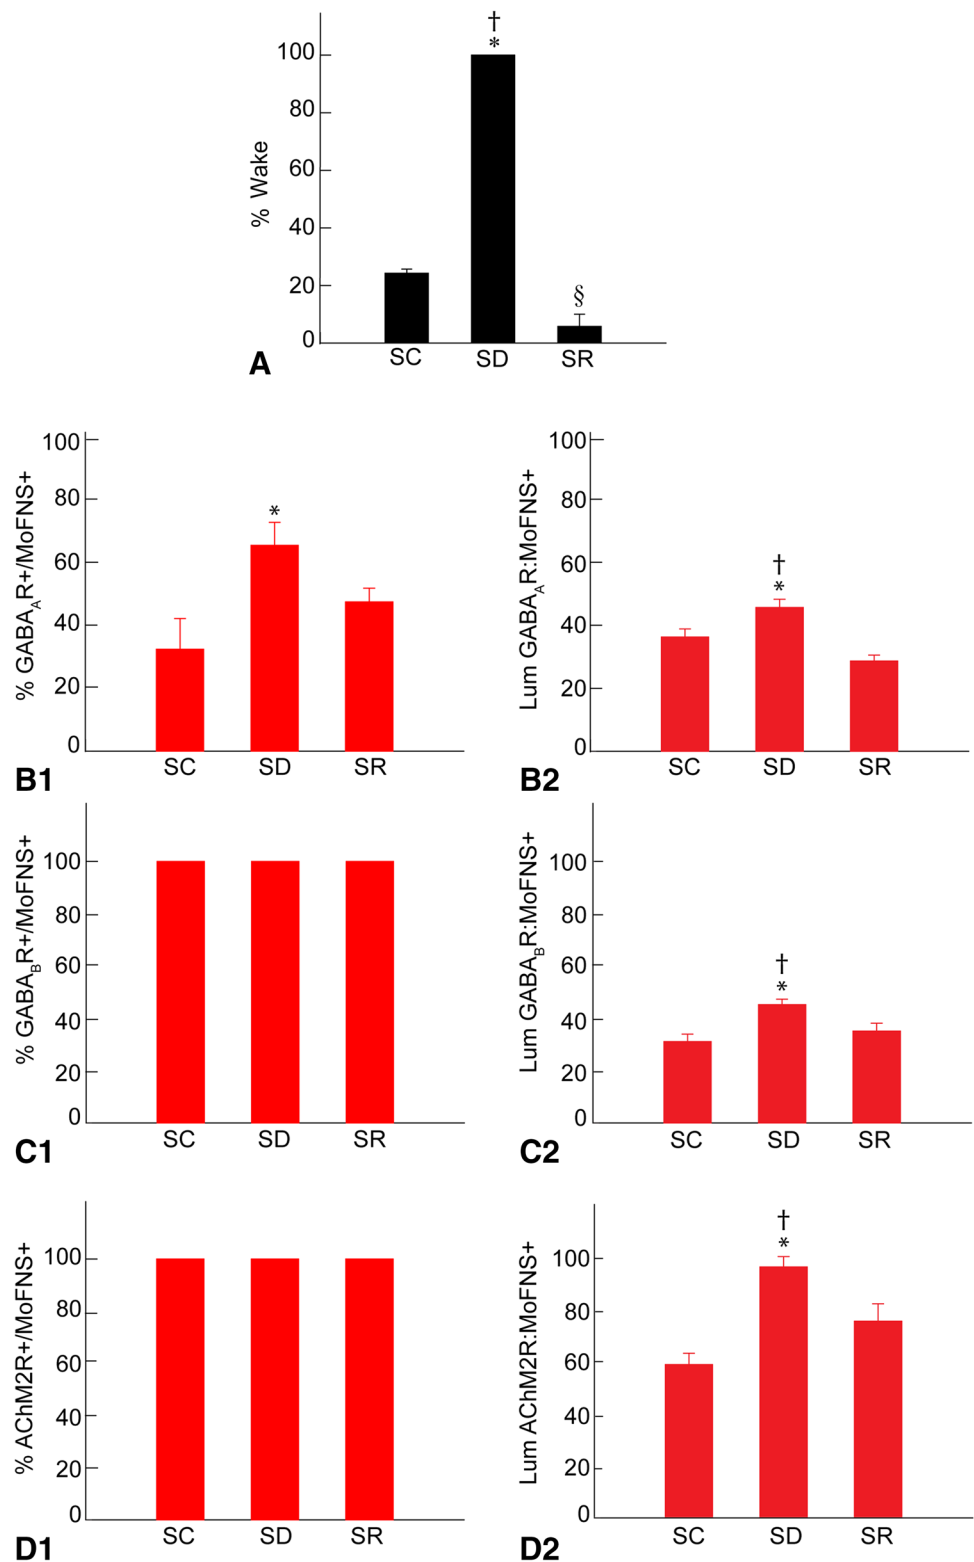 100
80
60
40
20
0
% Wake
†
*
§
SC SD SR
A
100
80
60
40
20
0
% GABAAR+/MoFNS+
*
SC SD SR
B1
100
80
60
40
20
0
Lum GABAAR:MoFNS+
†
*
SC SD SR
B2
100
80
60
40
20
0
% GABABR+/MoFNS+
SC SD SR
C1
100
80
60
40
20
0
Lum GABABR:MoFNS+
†
*
SC SD SR
C2
100
80
60
40
20
0
% AChM2R+/MoFNS+
SC SD SR
D1
100
80
60
40
20
0
Lum AChM2R:MoFNS+
†
*
SC SD SR
D2